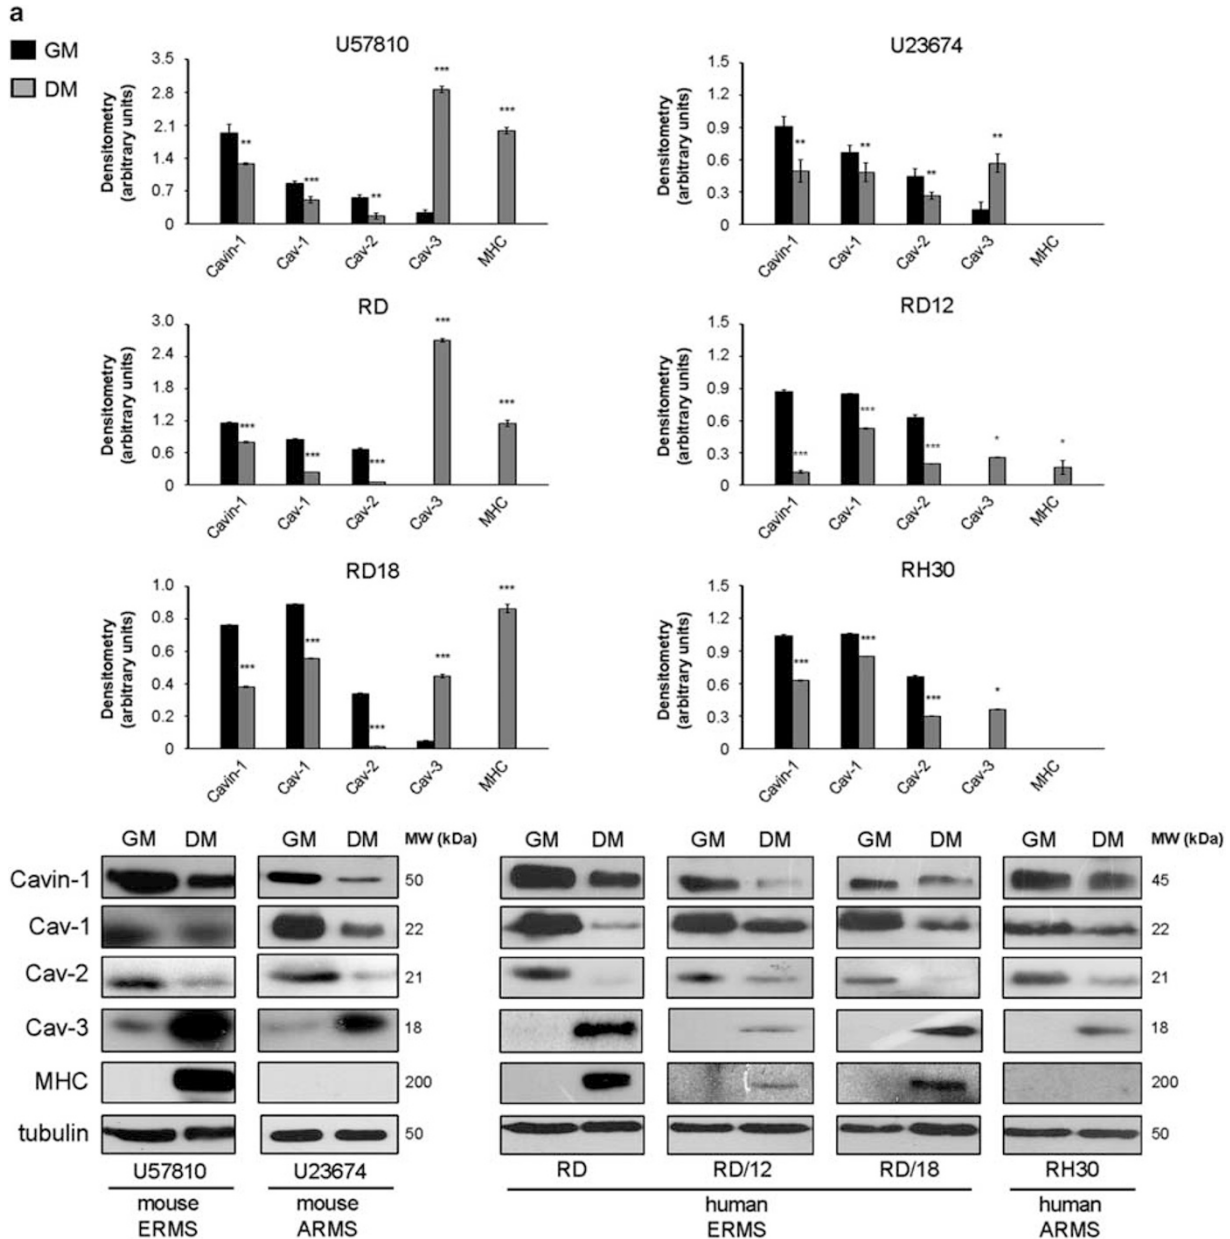 a
GM
DM
U57810
Densitometry
(arbitrary units)
3.5
2.8
2.1
1.4
0.7
0
**
***
**
***
***
Cavin-1
Cav-1
Cav-2
Cav-3
MHC
U23674
Densitometry
(arbitrary units)
1.5
1.2
0.9
0.6
0.3
0
**
**
**
**
Cavin-1
Cav-1
Cav-2
Cav-3
MHC
RD
Densitometry
(arbitrary units)
3.0
2.4
1.8
1.2
0.6
0
***
***
***
***
***
Cavin-1
Cav-1
Cav-2
Cav-3
MHC
RD12
Densitometry
(arbitrary units)
1.5
1.2
0.9
0.6
0.3
0
***
***
***
*
*
Cavin-1
Cav-1
Cav-2
Cav-3
MHC
RD18
Densitometry
(arbitrary units)
1.0
0.8
0.6
0.4
0.2
0
***
***
***
***
***
Cavin-1
Cav-1
Cav-2
Cav-3
MHC
RH30
Densitometry
(arbitrary units)
1.5
1.2
0.9
0.6
0.3
0
***
***
***
*
Cavin-1
Cav-1
Cav-2
Cav-3
MHC
GM DM GM DM MW (kDa) GM DM GM DM GM DM GM DM MW (kDa)
Cavin-1 50 45
Cav-1 22 22
Cav-2 21 21
Cav-3 18 18
MHC 200 200
tubulin 50 50
U57810 U23674 RD RD/12 RD/18 RH30
mouse mouse human human
ERMS ARMS ERMS ARMS